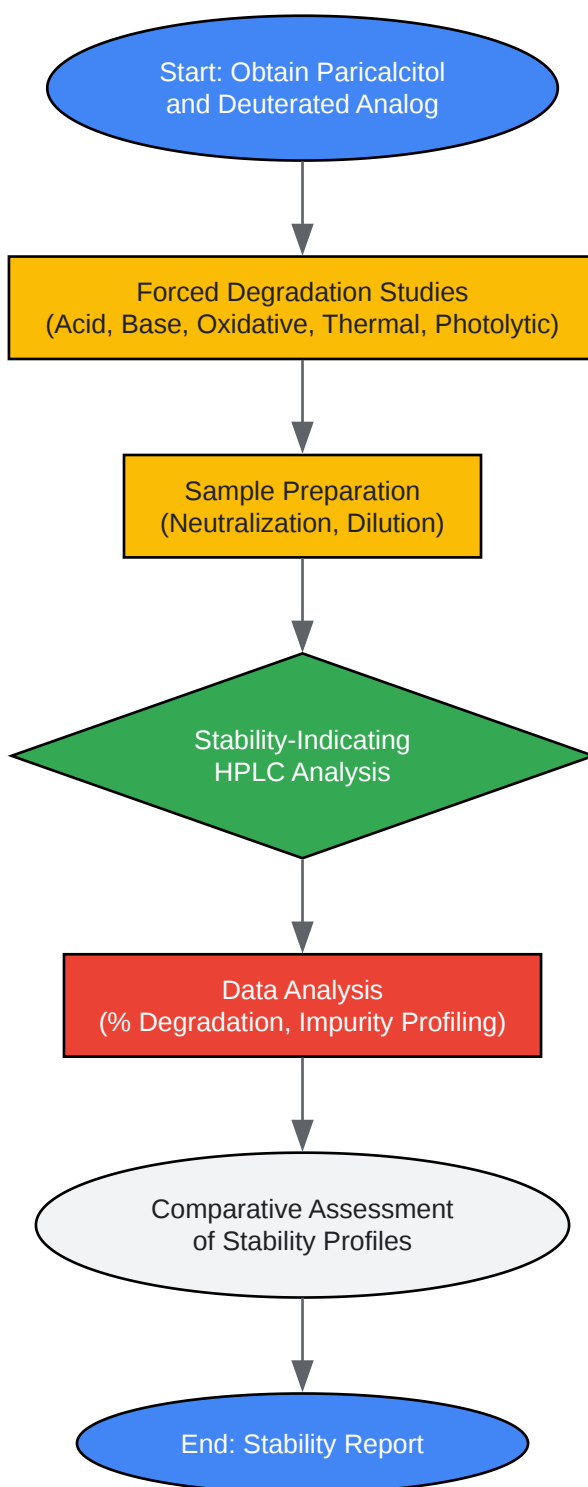 Start: Obtain Paricalcitol
and Deuterated Analog
Forced Degradation Studies
(Acid, Base, Oxidative, Thermal, Photolytic)
Sample Preparation
(Neutralization, Dilution)
Stability-Indicating
HPLC Analysis
Data Analysis
(% Degradation, Impurity Profiling)
Comparative Assessment
of Stability Profiles
End: Stability Report